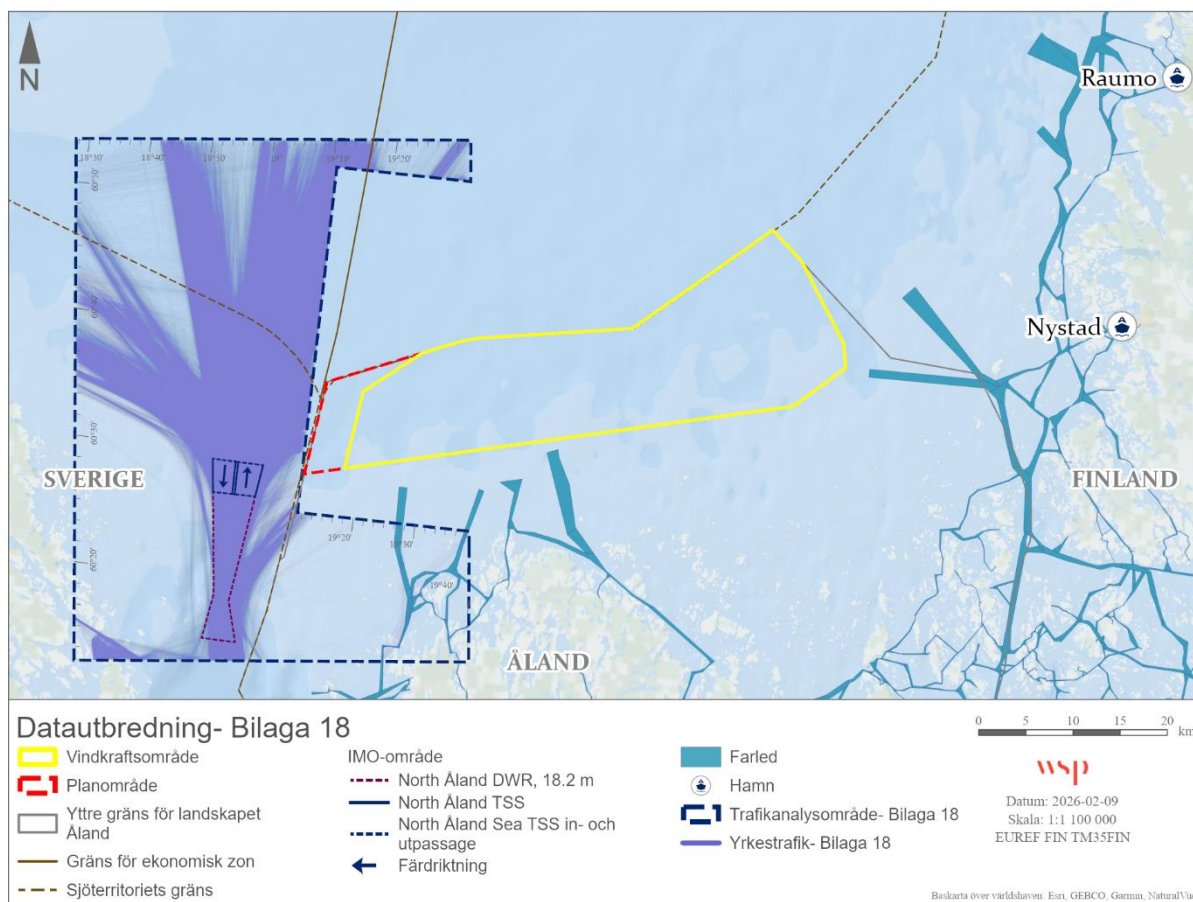 N
Raumo
18°30'
18°40'
18°50'
19°
19°10'
19°20'
60°50'
60°40'
Nystad
60°30'
SVERIGE
FINLAND
19°20'
19°30'
60°20'
19°40'
ÅLAND
Datautbredning- Bilaga 18
Vindkraftsområde
Planområde
Yttre gräns för landskapet
Åland
Gräns för ekonomisk zon
Sjöterritoriets gräns
IMO-område
North Åland DWR, 18.2 m
North Åland TSS
North Åland Sea TSS in- och
utpassage
Färdriktning
Farled
Hamn
Trafikanalysområde- Bilaga 18
Yrkestrafik- Bilaga 18
0 5 10 15 20
km
wsp
Datum: 2026-02-09
Skala: 1:1 100 000
EUREF FIN TM35FIN
Baskarta över världshaven: Esri, GEBCO, Garmin, NaturalVue